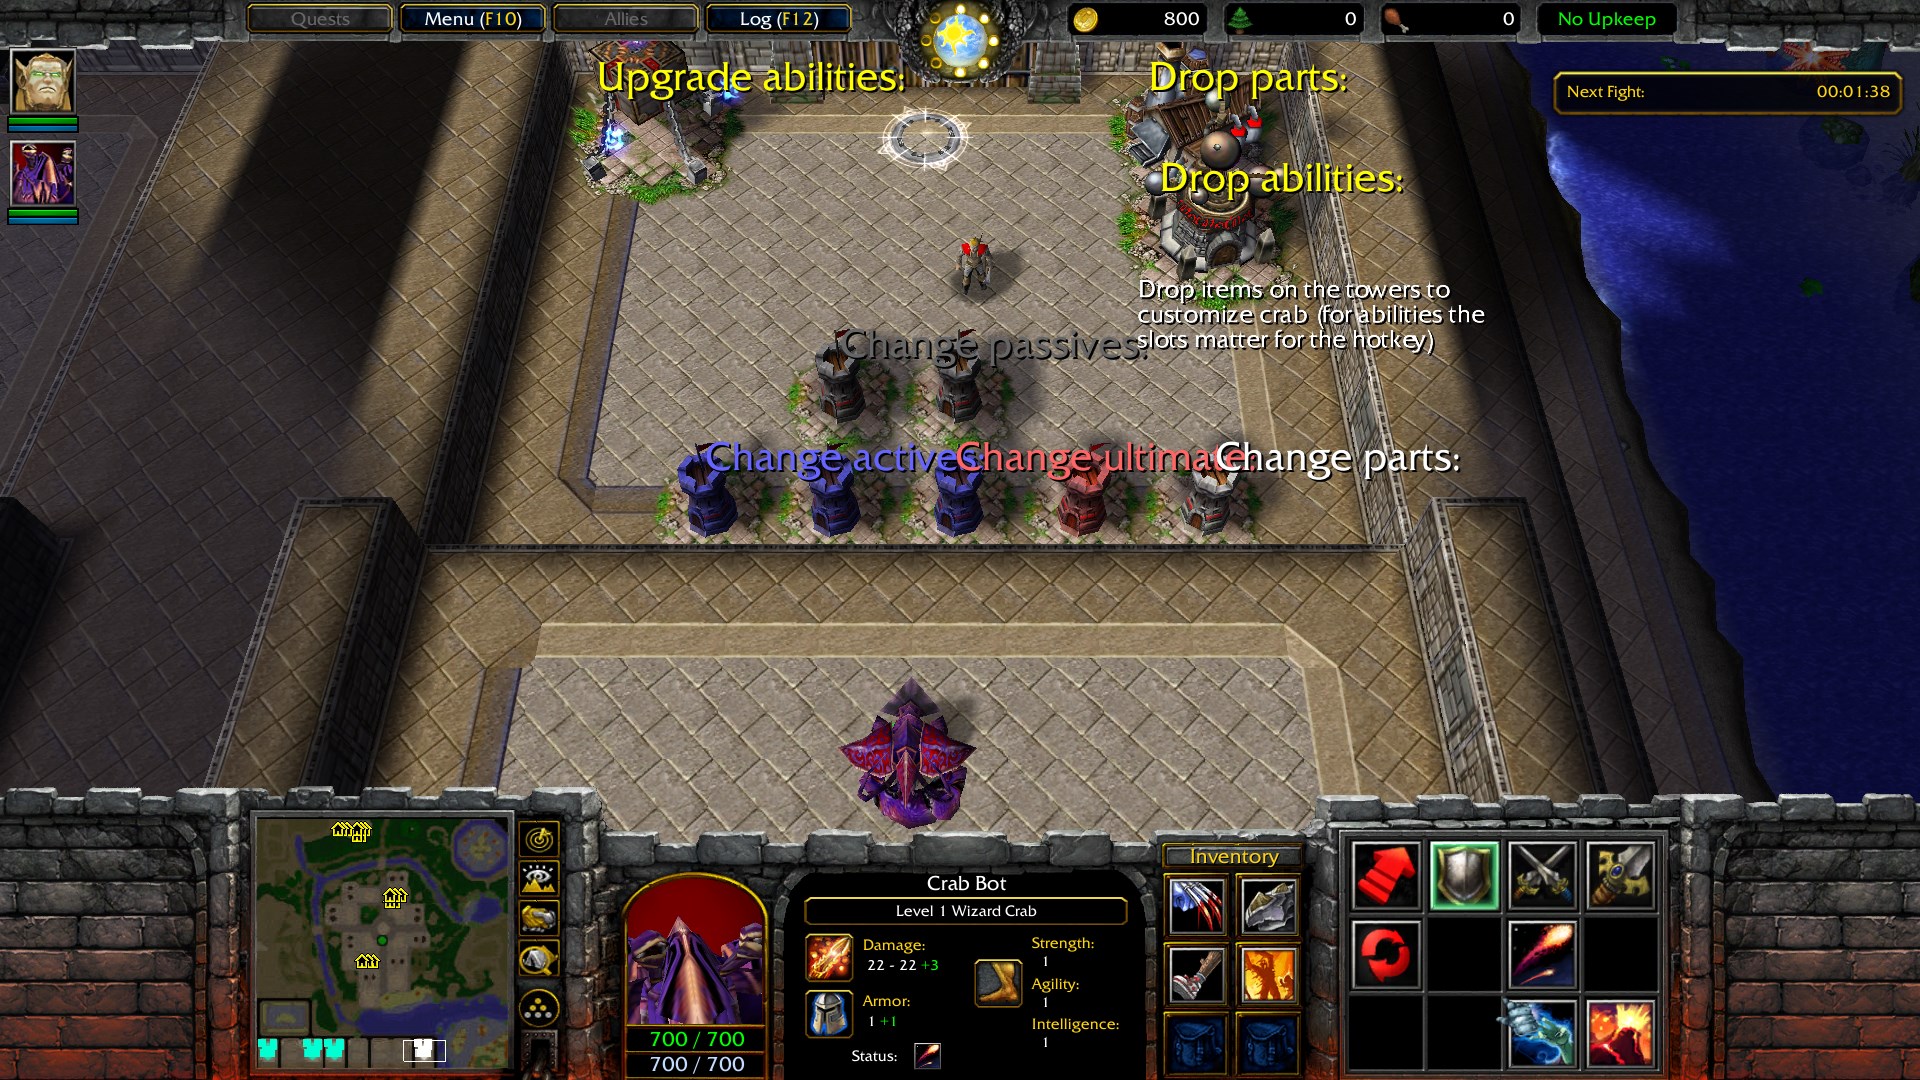 Quests
Menu (F10)
Allies
Log (F12)
800
0
0
No Upkeep
Upgrade abilities:
Drop parts:
Next Fight:
00:01:38
Drop abilities:
Drop items on the towers to
customize crab (for abilities the
slots matter for the hotkey)
Change passives:
Change actives:
Change ultimate:
Change parts:
Inventory
Crab Bot
Level 1 Wizard Crab
Damage:
22 - 22 +3
Armor:
1 +1
Status:
Strength:
1
Agility:
1
Intelligence:
1
700 / 700
700 / 700